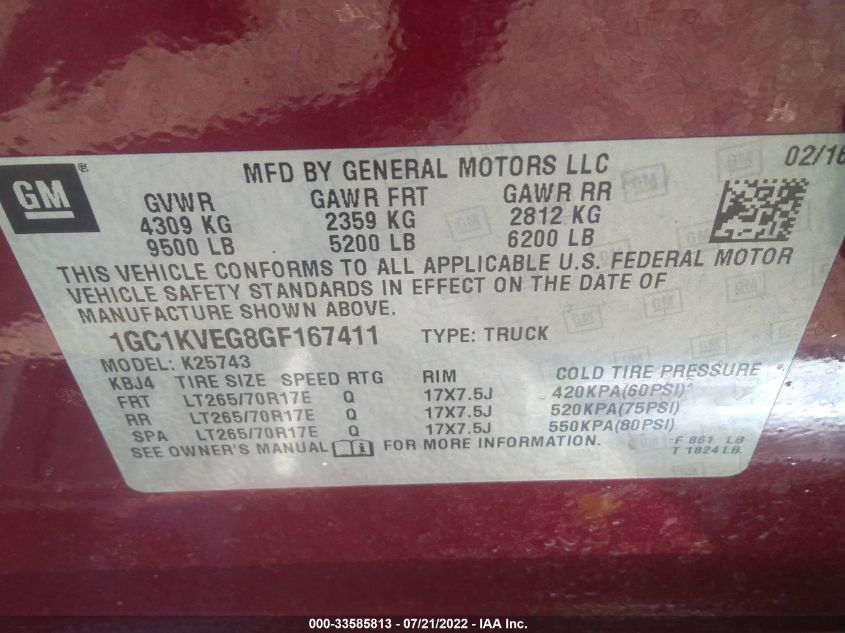 GM ® MFD BY GENERAL MOTORS LLC 02/16
GVWR GAWR FRT GAWR RR
4309 KG 2359 KG 2812 KG
9500 LB 5200 LB 6200 LB
THIS VEHICLE CONFORMS TO ALL APPLICABLE U.S. FEDERAL MOTOR
VEHICLE SAFETY STANDARDS IN EFFECT ON THE DATE OF
MANUFACTURE SHOWN ABOVE.
1GC1KVEG8GF167411 TYPE: TRUCK
MODEL: K25743
KBJ4 TIRE SIZE SPEED RTG RIM COLD TIRE PRESSURE
FRT LT265/70R17E Q 17X7.5J 420KPA(60PSI)
RR LT265/70R17E Q 17X7.5J 520KPA(75PSI)
SPA LT265/70R17E Q 17X7.5J 550KPA(80PSI)
SEE OWNER'S MANUAL FOR MORE INFORMATION. F 861 LB
T 1824 LB.
000-33585813 - 07/21/2022 - IAA Inc.